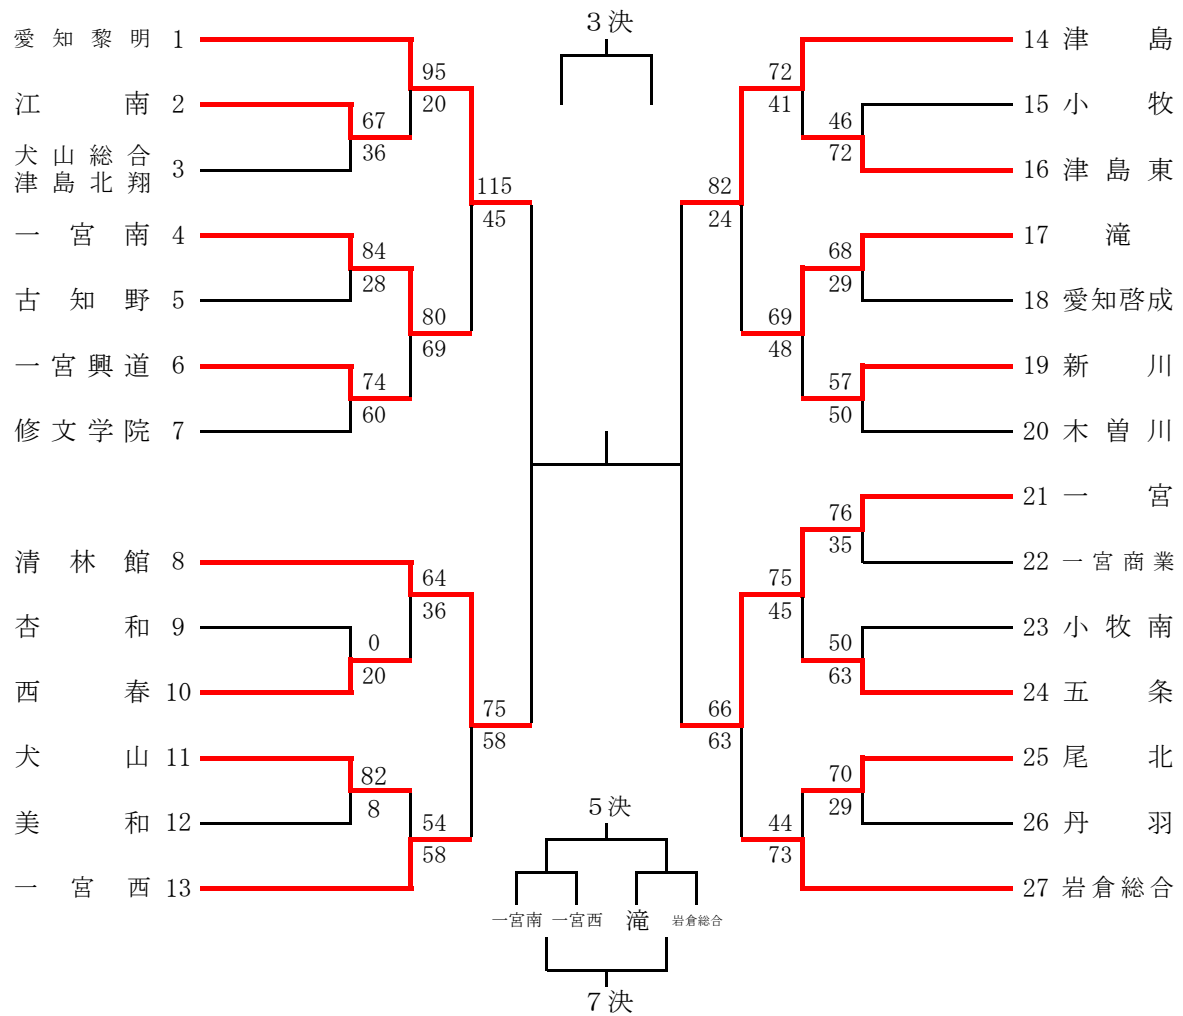 3決
愛知黎明 1
95
20
江南 2
67
36
犬山総合
津島北翔 3
115
45
一宮南 4
84
28
古知野 5
80
69
一宮興道 6
74
60
修文学院 7
清林館 8
64
36
杏和 9
0
20
西春 10
75
58
犬山 11
82
8
美和 12
54
58
一宮西 13
72
41
14 津島
15 小牧
46
72
16 津島東
82
24
17 滝
68
29
18 愛知啓成
69
48
19 新川
57
50
20 木曽川
21 一宮
76
35
22 一宮商業
75
45
23 小牧南
50
63
24 五条
66
63
25 尾北
70
29
26 丹羽
44
73
27 岩倉総合
5決
一宮南 一宮西 滝 岩倉総合
7決